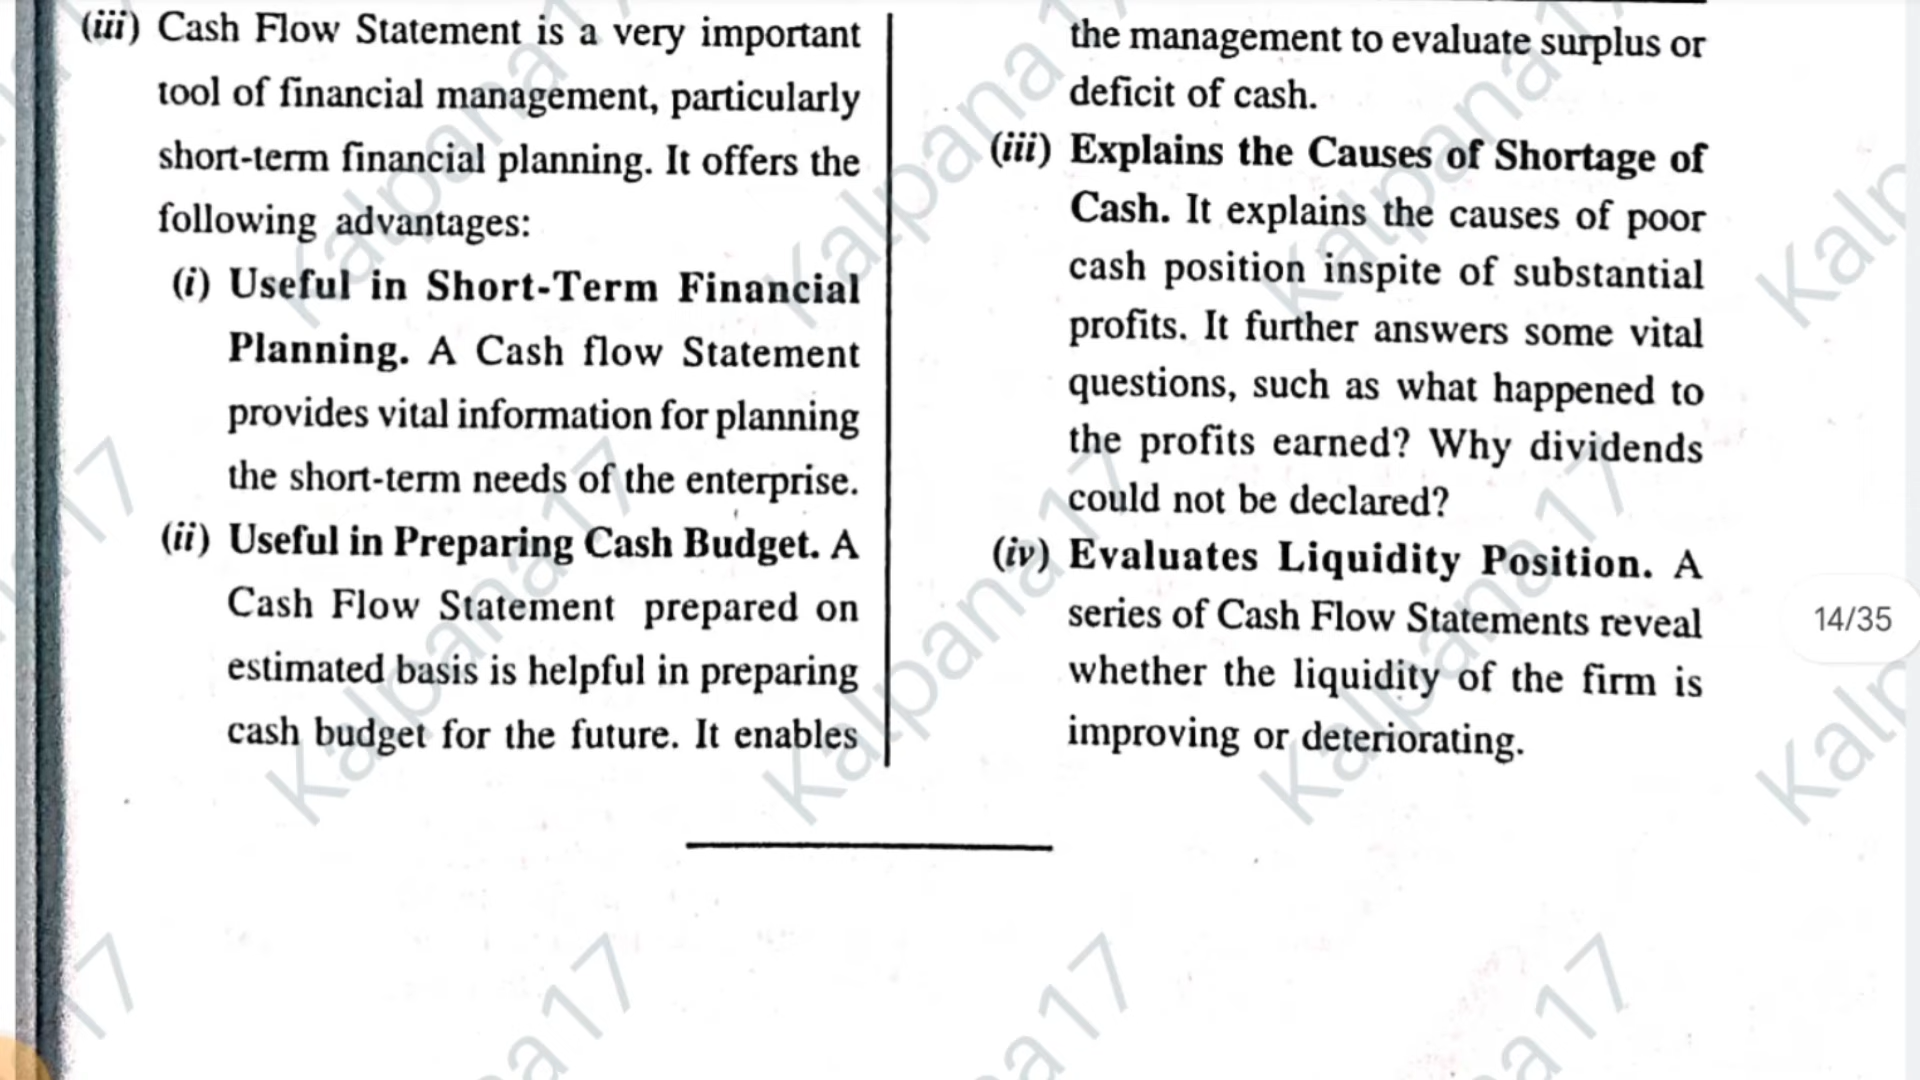 (iii) Cash Flow Statement is a very important
tool of financial management, particularly
short-term financial planning. It offers the
following advantages:
(i) Useful in Short-Term Financial
Planning. A Cash flow Statement
provides vital information for planning
the short-term needs of the enterprise.
(ii) Useful in Preparing Cash Budget. A
Cash Flow Statement prepared on
estimated basis is helpful in preparing
cash budget for the future. It enables
the management to evaluate surplus or
deficit of cash.
(iii) Explains the Causes of Shortage of
Cash. It explains the causes of poor
cash position inspite of substantial
profits. It further answers some vital
questions, such as what happened to
the profits earned? Why dividends
could not be declared?
(iv) Evaluates Liquidity Position. A
series of Cash Flow Statements reveal
whether the liquidity of the firm is
improving or deteriorating.
14/35
Kalpana17
Kalpana17
Kalpana17
Kalpana17
Kalpana17
Kalpana17